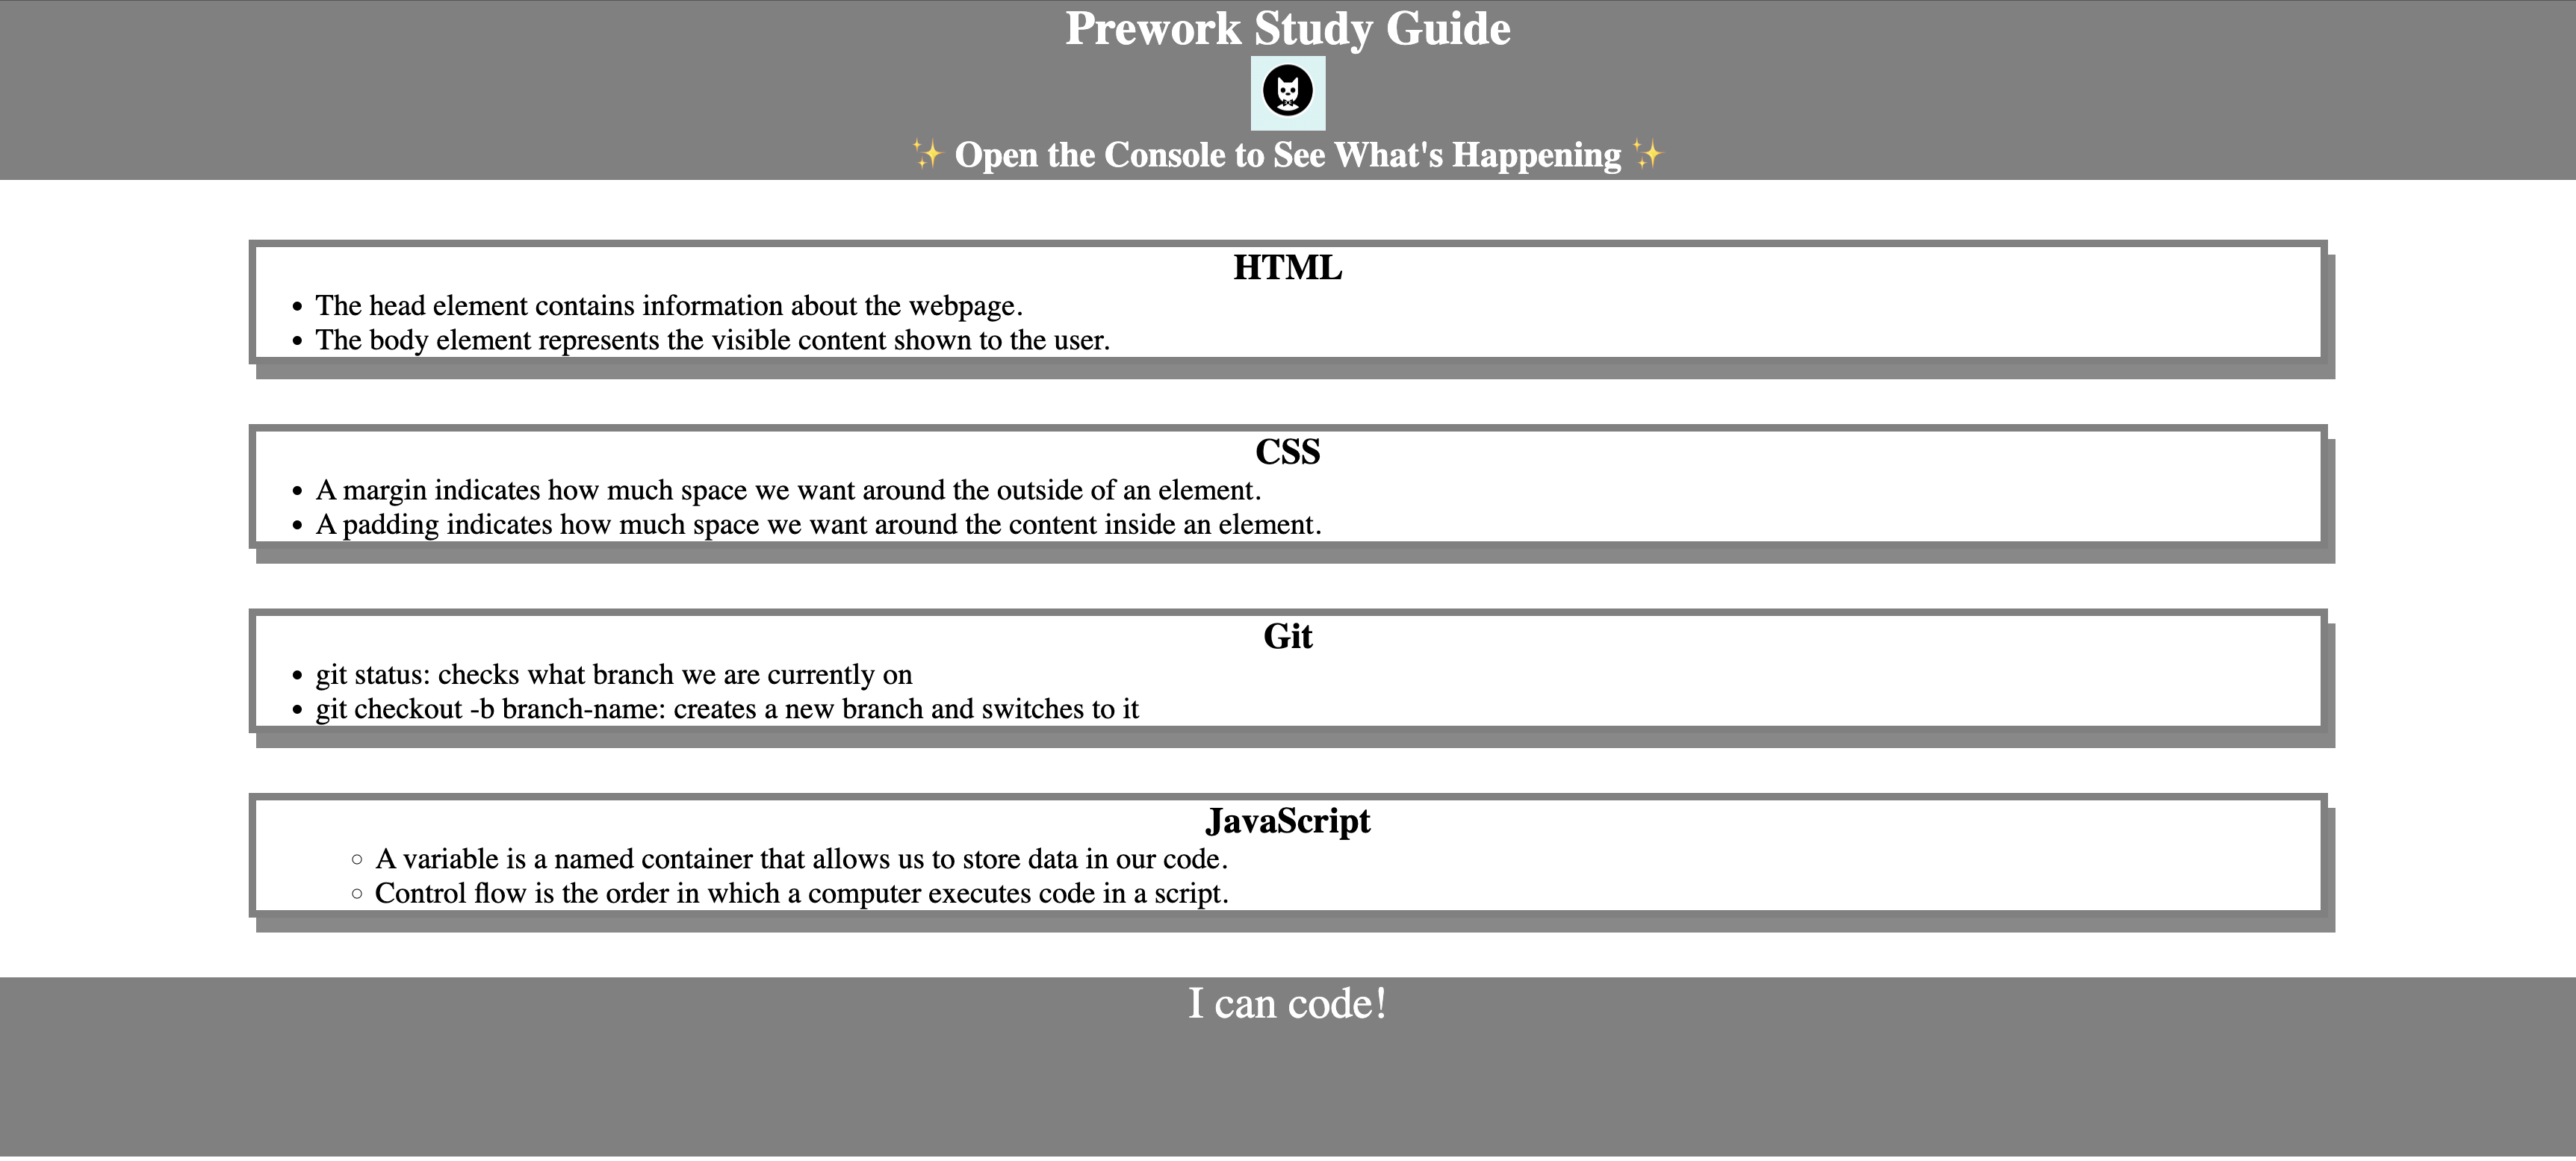 Prework Study Guide
✨ Open the Console to See What's Happening ✨
HTML
• The head element contains information about the webpage.
• The body element represents the visible content shown to the user.
CSS
• A margin indicates how much space we want around the outside of an element.
• A padding indicates how much space we want around the content inside an element.
Git
• git status: checks what branch we are currently on
• git checkout -b branch-name: creates a new branch and switches to it
JavaScript
◦ A variable is a named container that allows us to store data in our code.
◦ Control flow is the order in which a computer executes code in a script.
I can code!